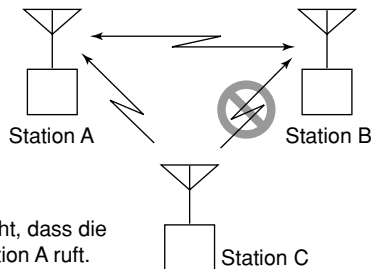 Station A
Station B
ht, dass die
tion A ruft.
Station C